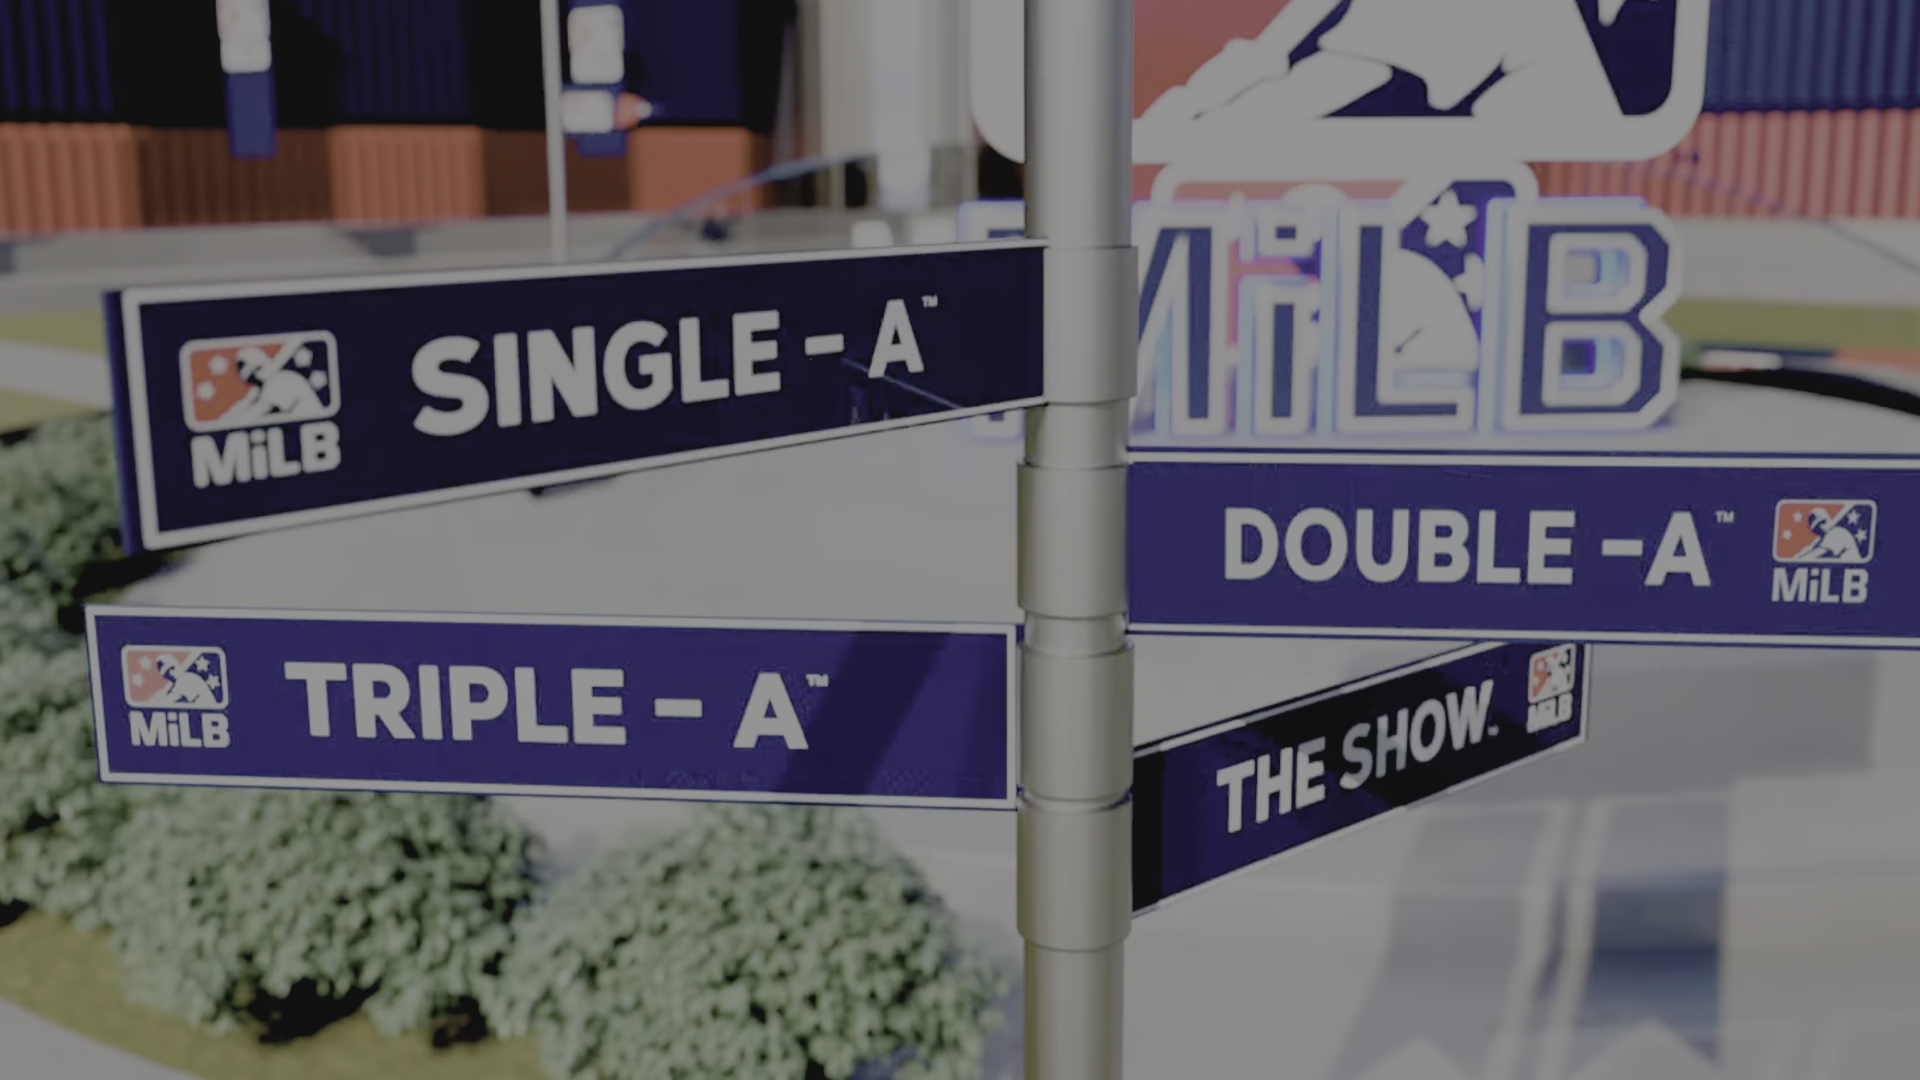 MiLB
SINGLE - A™
MiLB
DOUBLE -A™
MiLB
TRIPLE - A™
MiLB
THE SHOW.
MiLB